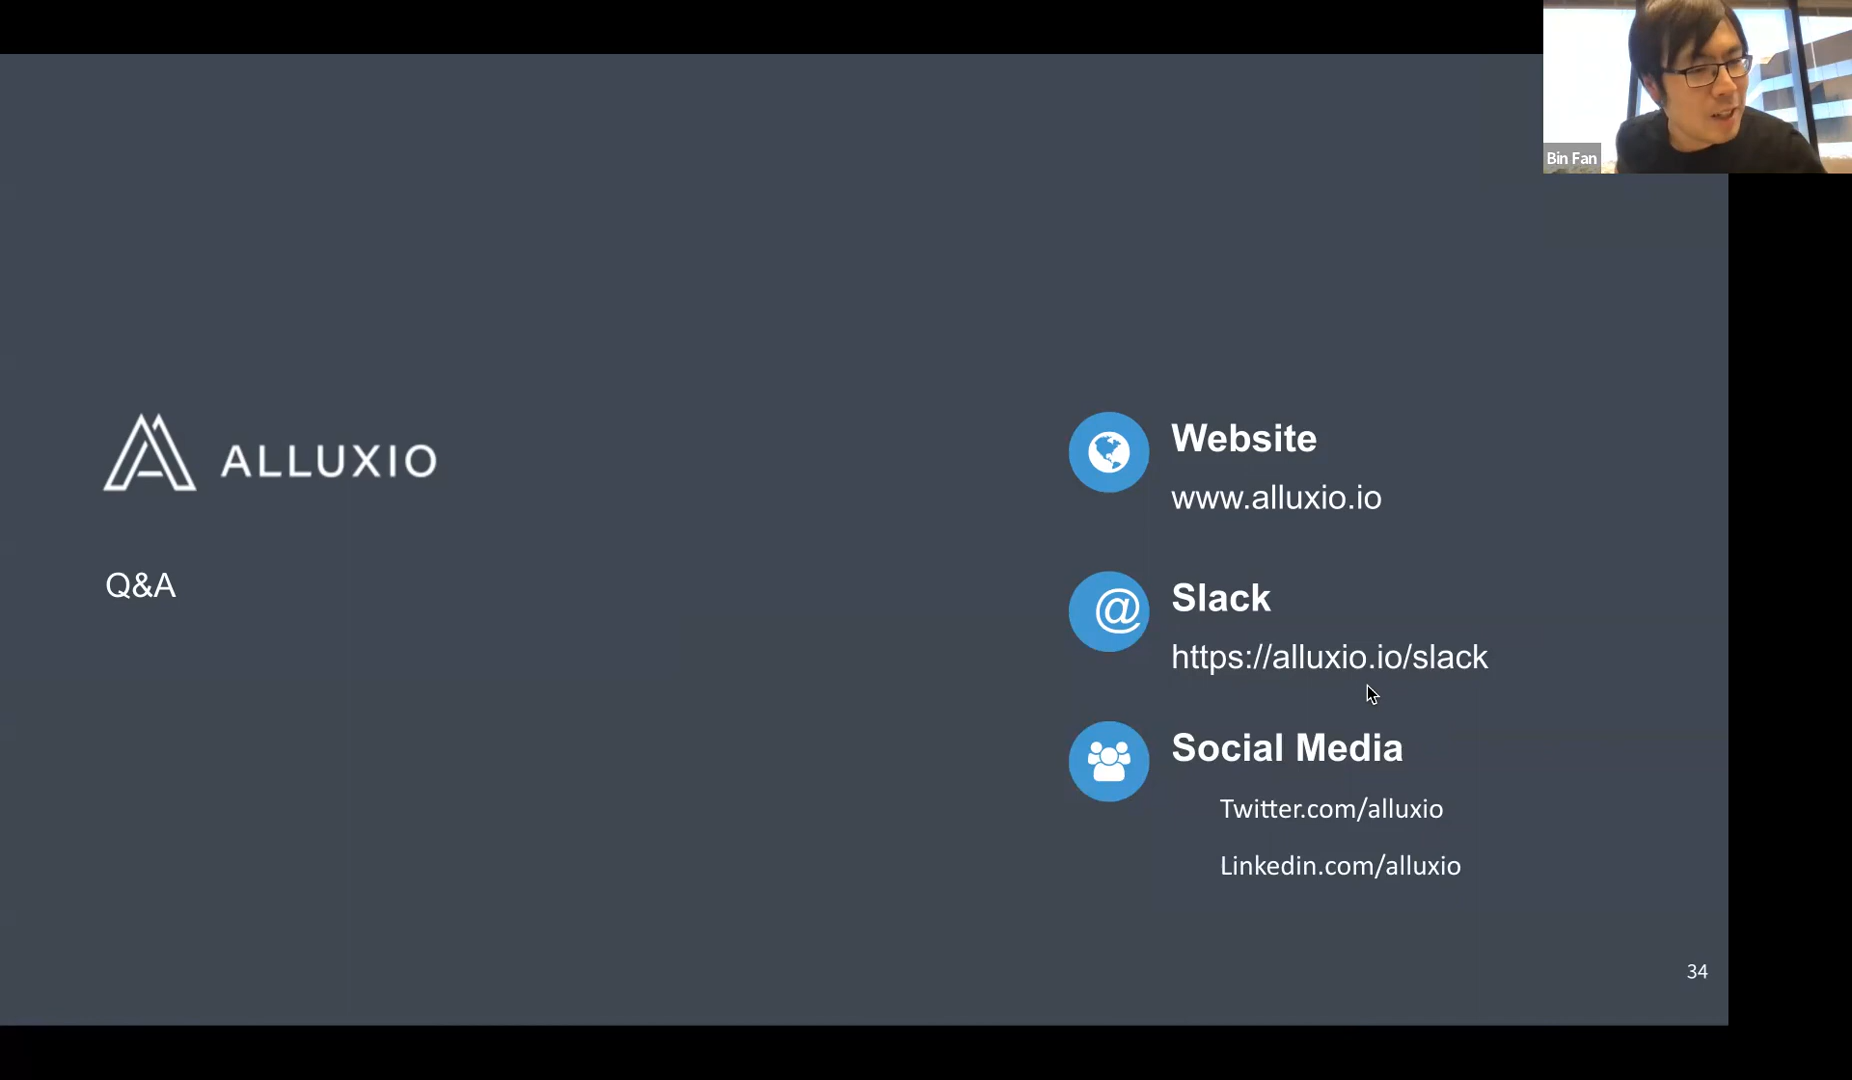 Bin Fan
ALLUXIO
Q&A
Website
www.alluxio.io
@
Slack
https://alluxio.io/slack
Social Media
Twitter.com/alluxio
Linkedin.com/alluxio
34